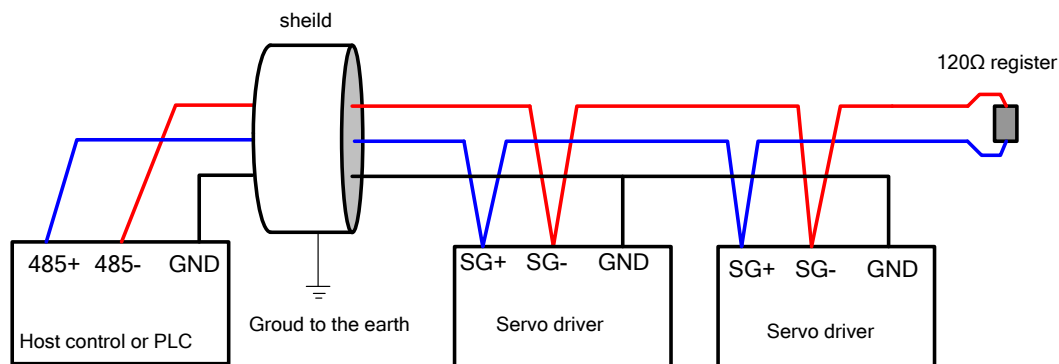 sheild
120Ω register
485+ 485- GND
SG+ SG- GND
SG+ SG- GND
Host control or PLC
Groud to the earth
Servo driver
Servo driver